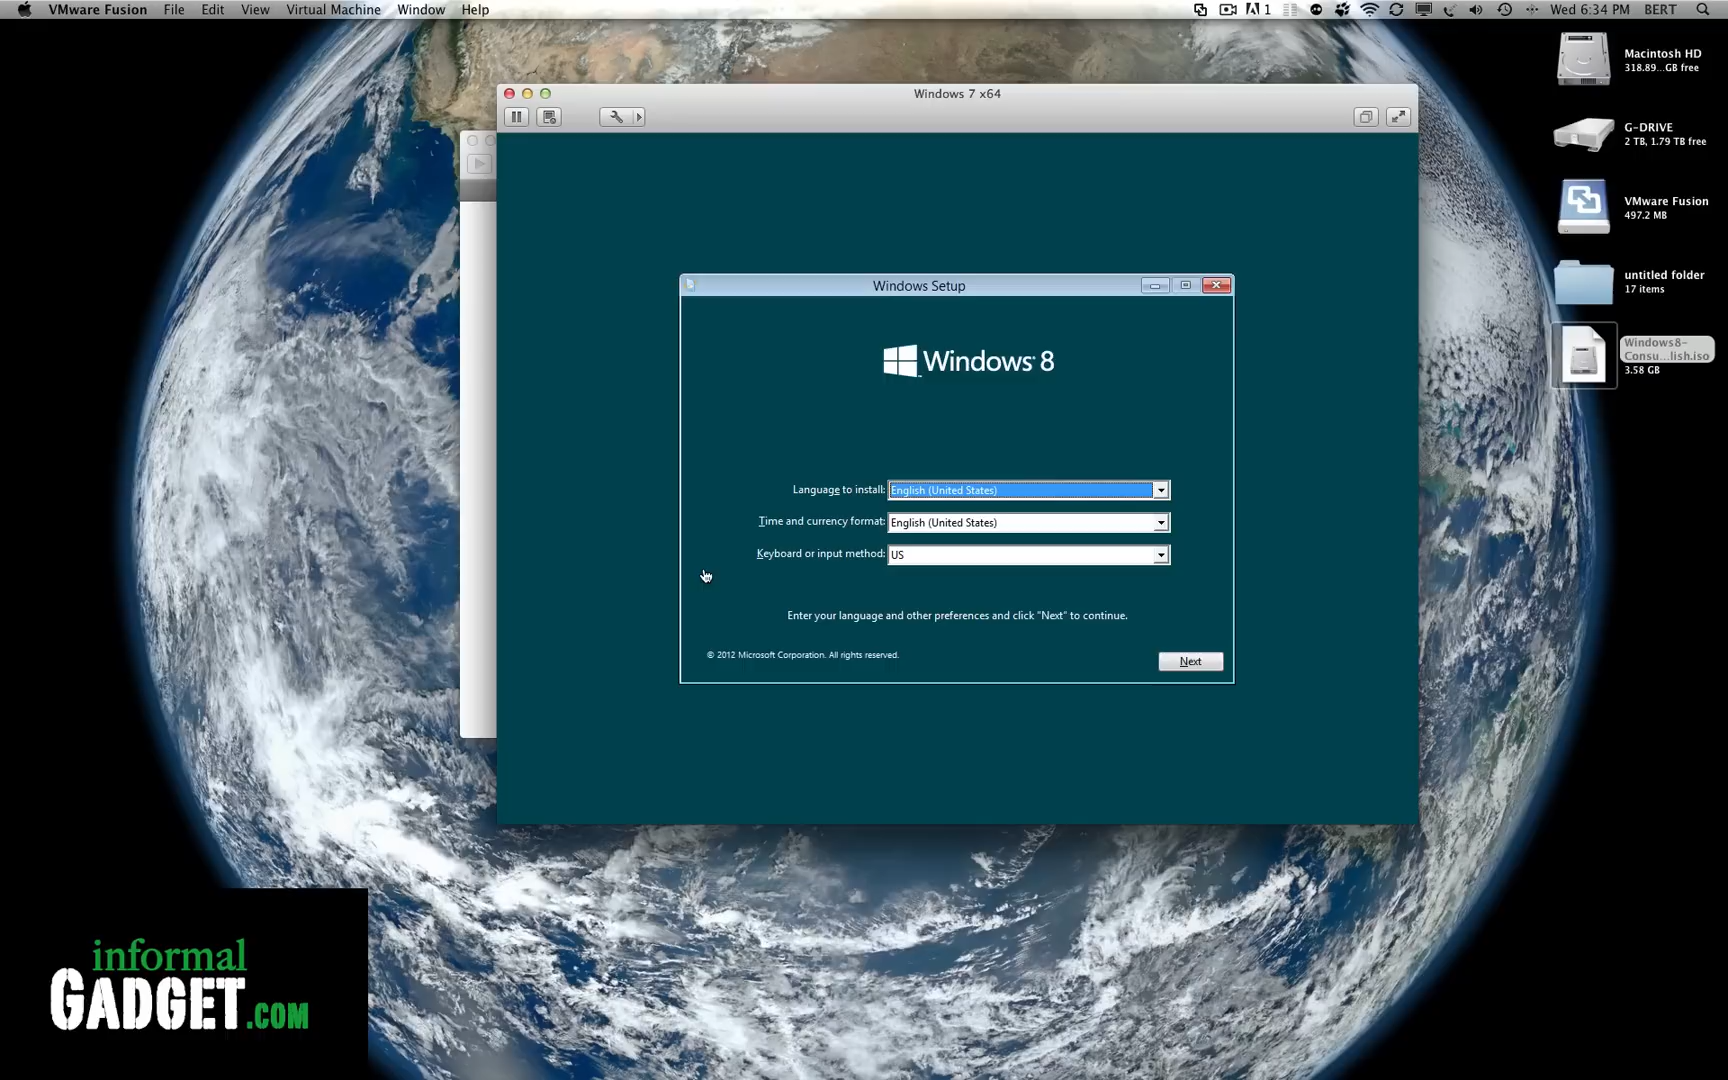 VMware Fusion File Edit View Virtual Machine Window Help
1 Wed 6:34 PM BERT
Macintosh HD
318.89...GB free
G-DRIVE
2 TB, 1.79 TB free
VMware Fusion
497.2 MB
untitled folder
17 items
Windows8-
Consu...lish.iso
3.58 GB
Windows 7 x64
Windows Setup
Windows 8
Language to install: English (United States)
Time and currency format: English (United States)
Keyboard or input method: US
Enter your language and other preferences and click "Next" to continue.
© 2012 Microsoft Corporation. All rights reserved.
Next
informal
GADGET.COM